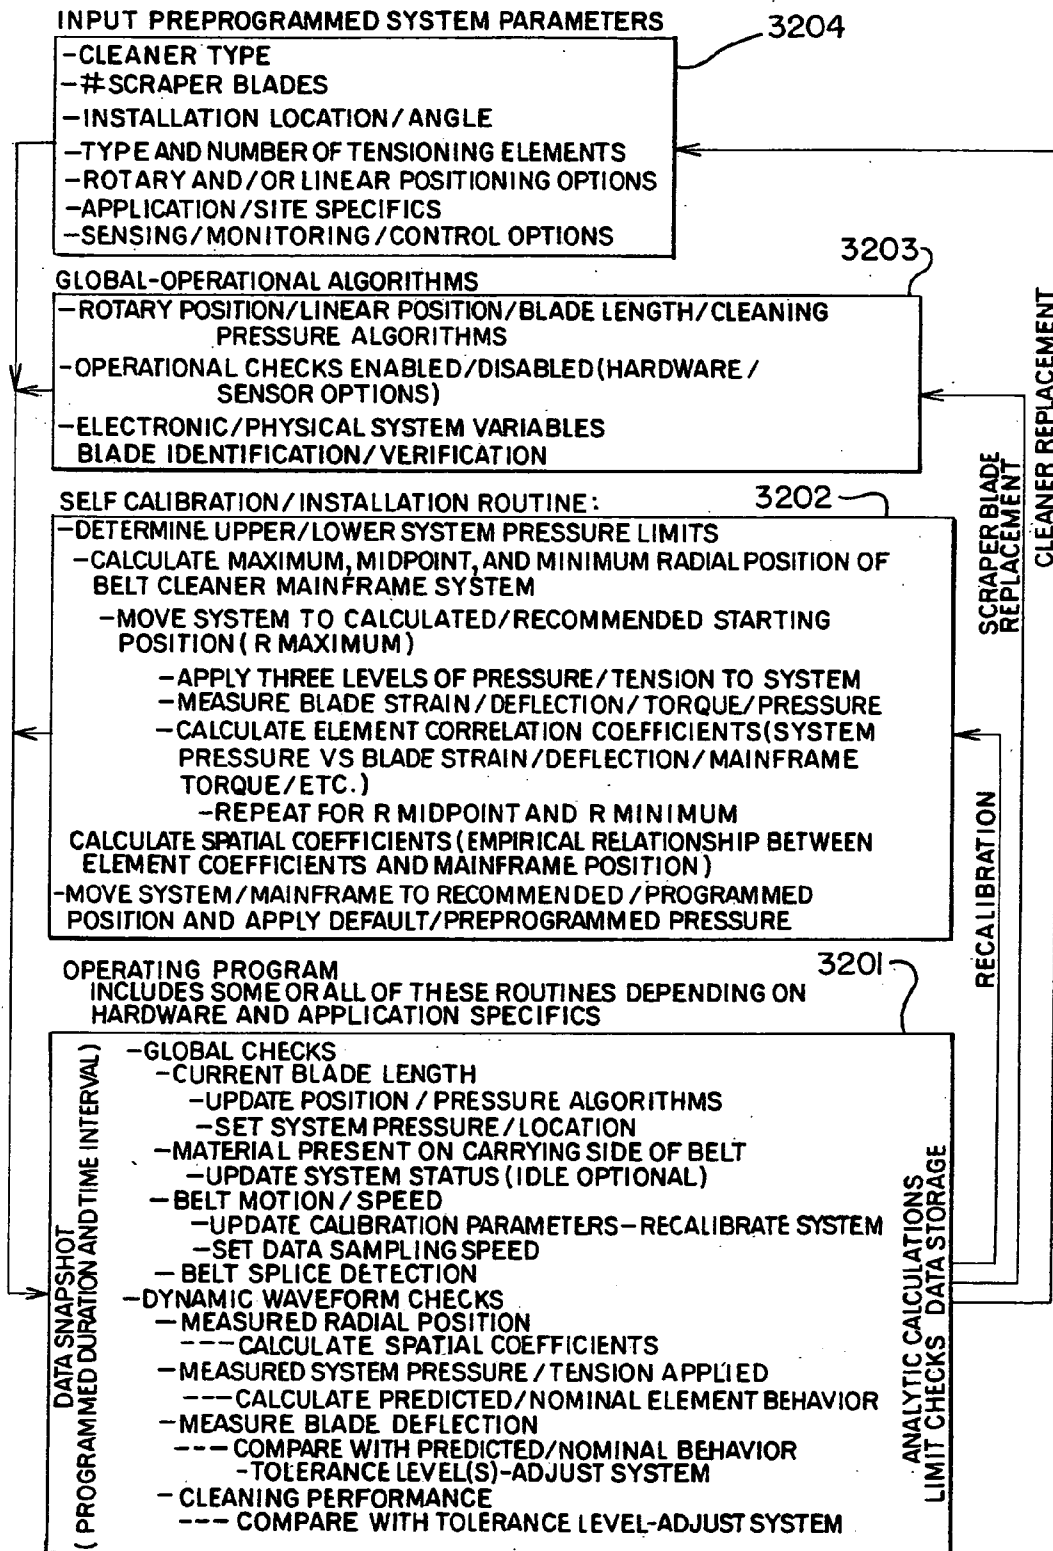 INPUT PREPROGRAMMED SYSTEM PARAMETERS
3204
-CLEANER TYPE
-#SCRAPER BLADES
-INSTALLATION LOCATION/ANGLE
-TYPE AND NUMBER OF TENSIONING ELEMENTS
-ROTARY AND/OR LINEAR POSITIONING OPTIONS
-APPLICATION/SITE SPECIFICS
-SENSING/MONITORING/CONTROL OPTIONS
3203
GLOBAL-OPERATIONAL ALGORITHMS
-ROTARY POSITION/LINEAR POSITION/BLADE LENGTH/CLEANING
PRESSURE ALGORITHMS
-OPERATIONAL CHECKS ENABLED/DISABLED(HARDWARE/
SENSOR OPTIONS)
-ELECTRONIC/PHYSICAL SYSTEM VARIABLES
BLADE IDENTIFICATION/VERIFICATION
SELF CALIBRATION/INSTALLATION ROUTINE:
3202
-DETERMINE UPPER/LOWER SYSTEM PRESSURE LIMITS
-CALCULATE MAXIMUM, MIDPOINT, AND MINIMUM RADIAL POSITION OF
BELT CLEANER MAINFRAME SYSTEM
-MOVE SYSTEM TO CALCULATED/RECOMMENDED STARTING
POSITION (R MAXIMUM)
-APPLY THREE LEVELS OF PRESSURE/TENSION TO SYSTEM
-MEASURE BLADE STRAIN/DEFLECTION/TORQUE/PRESSURE
-CALCULATE ELEMENT CORRELATION COEFFICIENTS(SYSTEM
PRESSURE VS BLADE STRAIN/DEFLECTION/MAINFRAME
TORQUE/ETC.)
-REPEAT FOR R MIDPOINT AND R MINIMUM
CALCULATE SPATIAL COEFFICIENTS (EMPIRICAL RELATIONSHIP BETWEEN
ELEMENT COEFFICIENTS AND MAINFRAME POSITION)
-MOVE SYSTEM/MAINFRAME TO RECOMMENDED/PROGRAMMED
POSITION AND APPLY DEFAULT/PREPROGRAMMED PRESSURE
OPERATING PROGRAM
3201
INCLUDES SOME OR ALL OF THESE ROUTINES DEPENDING ON
HARDWARE AND APPLICATION SPECIFICS
DATA SNAPSHOT
(PROGRAMMED DURATION AND TIME INTERVAL)
-GLOBAL CHECKS
-CURRENT BLADE LENGTH
-UPDATE POSITION / PRESSURE ALGORITHMS
-SET SYSTEM PRESSURE/LOCATION
-MATERIAL PRESENT ON CARRYING SIDE OF BELT
-UPDATE SYSTEM STATUS (IDLE OPTIONAL)
-BELT MOTION / SPEED
-UPDATE CALIBRATION PARAMETERS-RECALIBRATE SYSTEM
-SET DATA SAMPLING SPEED
- BELT SPLICE DETECTION
-DYNAMIC WAVEFORM CHECKS
-MEASURED RADIAL POSITION
---CALCULATE SPATIAL COEFFICIENTS
-MEASURED SYSTEM PRESSURE/TENSION APPLIED
---CALCULATE PREDICTED/NOMINAL ELEMENT BEHAVIOR
-MEASURE BLADE DEFLECTION
---COMPARE WITH PREDICTED/NOMINAL BEHAVIOR
-TOLERANCE LEVEL(S)-ADJUST SYSTEM
- CLEANING PERFORMANCE
--- COMPARE WITH TOLERANCE LEVEL-ADJUST SYSTEM
ANALYTIC CALCULATIONS
LIMIT CHECKS DATA STORAGE
RECALIBRATION
SCRAPER BLADE
REPLACEMENT
CLEANER REPLACEMENT